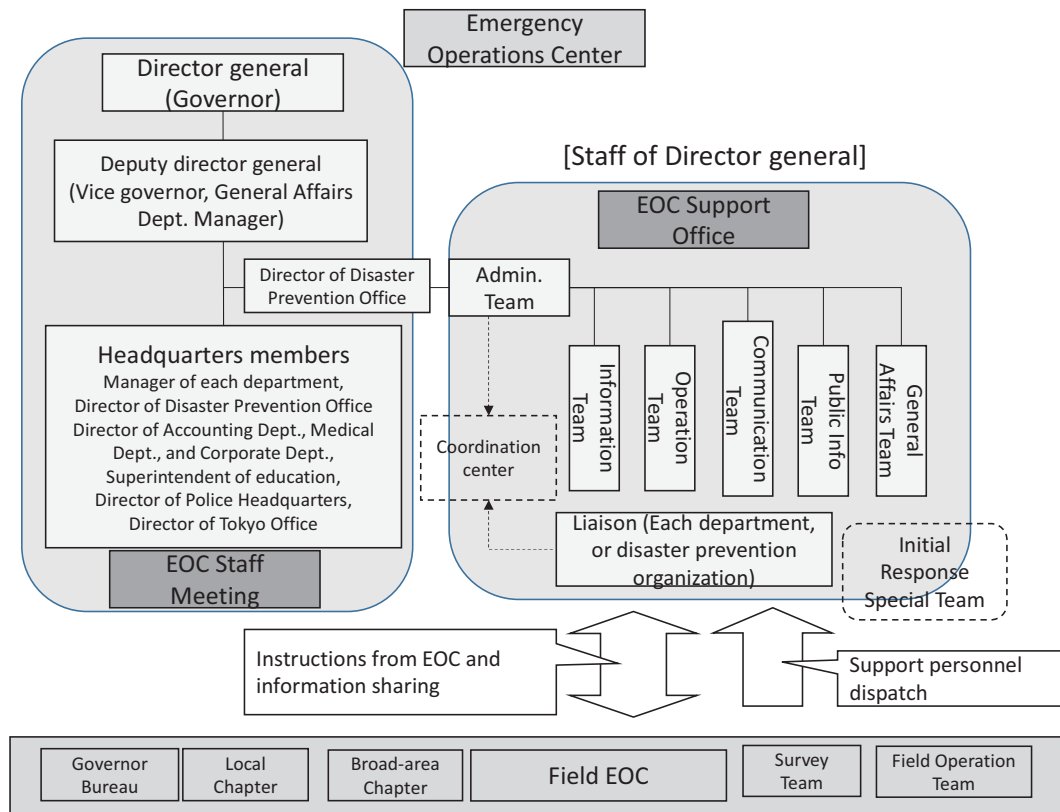 Emergency
Operations Center
Director general
(Governor)
Deputy director general
(Vice governor, General Affairs
Dept. Manager)
[Staff of Director general]
EOC Support
Office
Director of Disaster
Prevention Office
Admin.
Team
Headquarters members
Manager of each department,
Director of Disaster Prevention Office
Director of Accounting Dept., Medical
Dept., and Corporate Dept.,
Superintendent of education,
Director of Police Headquarters,
Director of Tokyo Office
EOC Staff
Meeting
Information
Team
Operation
Team
Communication
Team
Public Info
Team
General
Affairs Team
Coordination
center
Liaison (Each department,
or disaster prevention
organization)
Initial
Response
Special Team
Instructions from EOC and
information sharing
Support personnel
dispatch
Governor
Bureau
Local
Chapter
Broad-area
Chapter
Field EOC
Survey
Team
Field Operation
Team